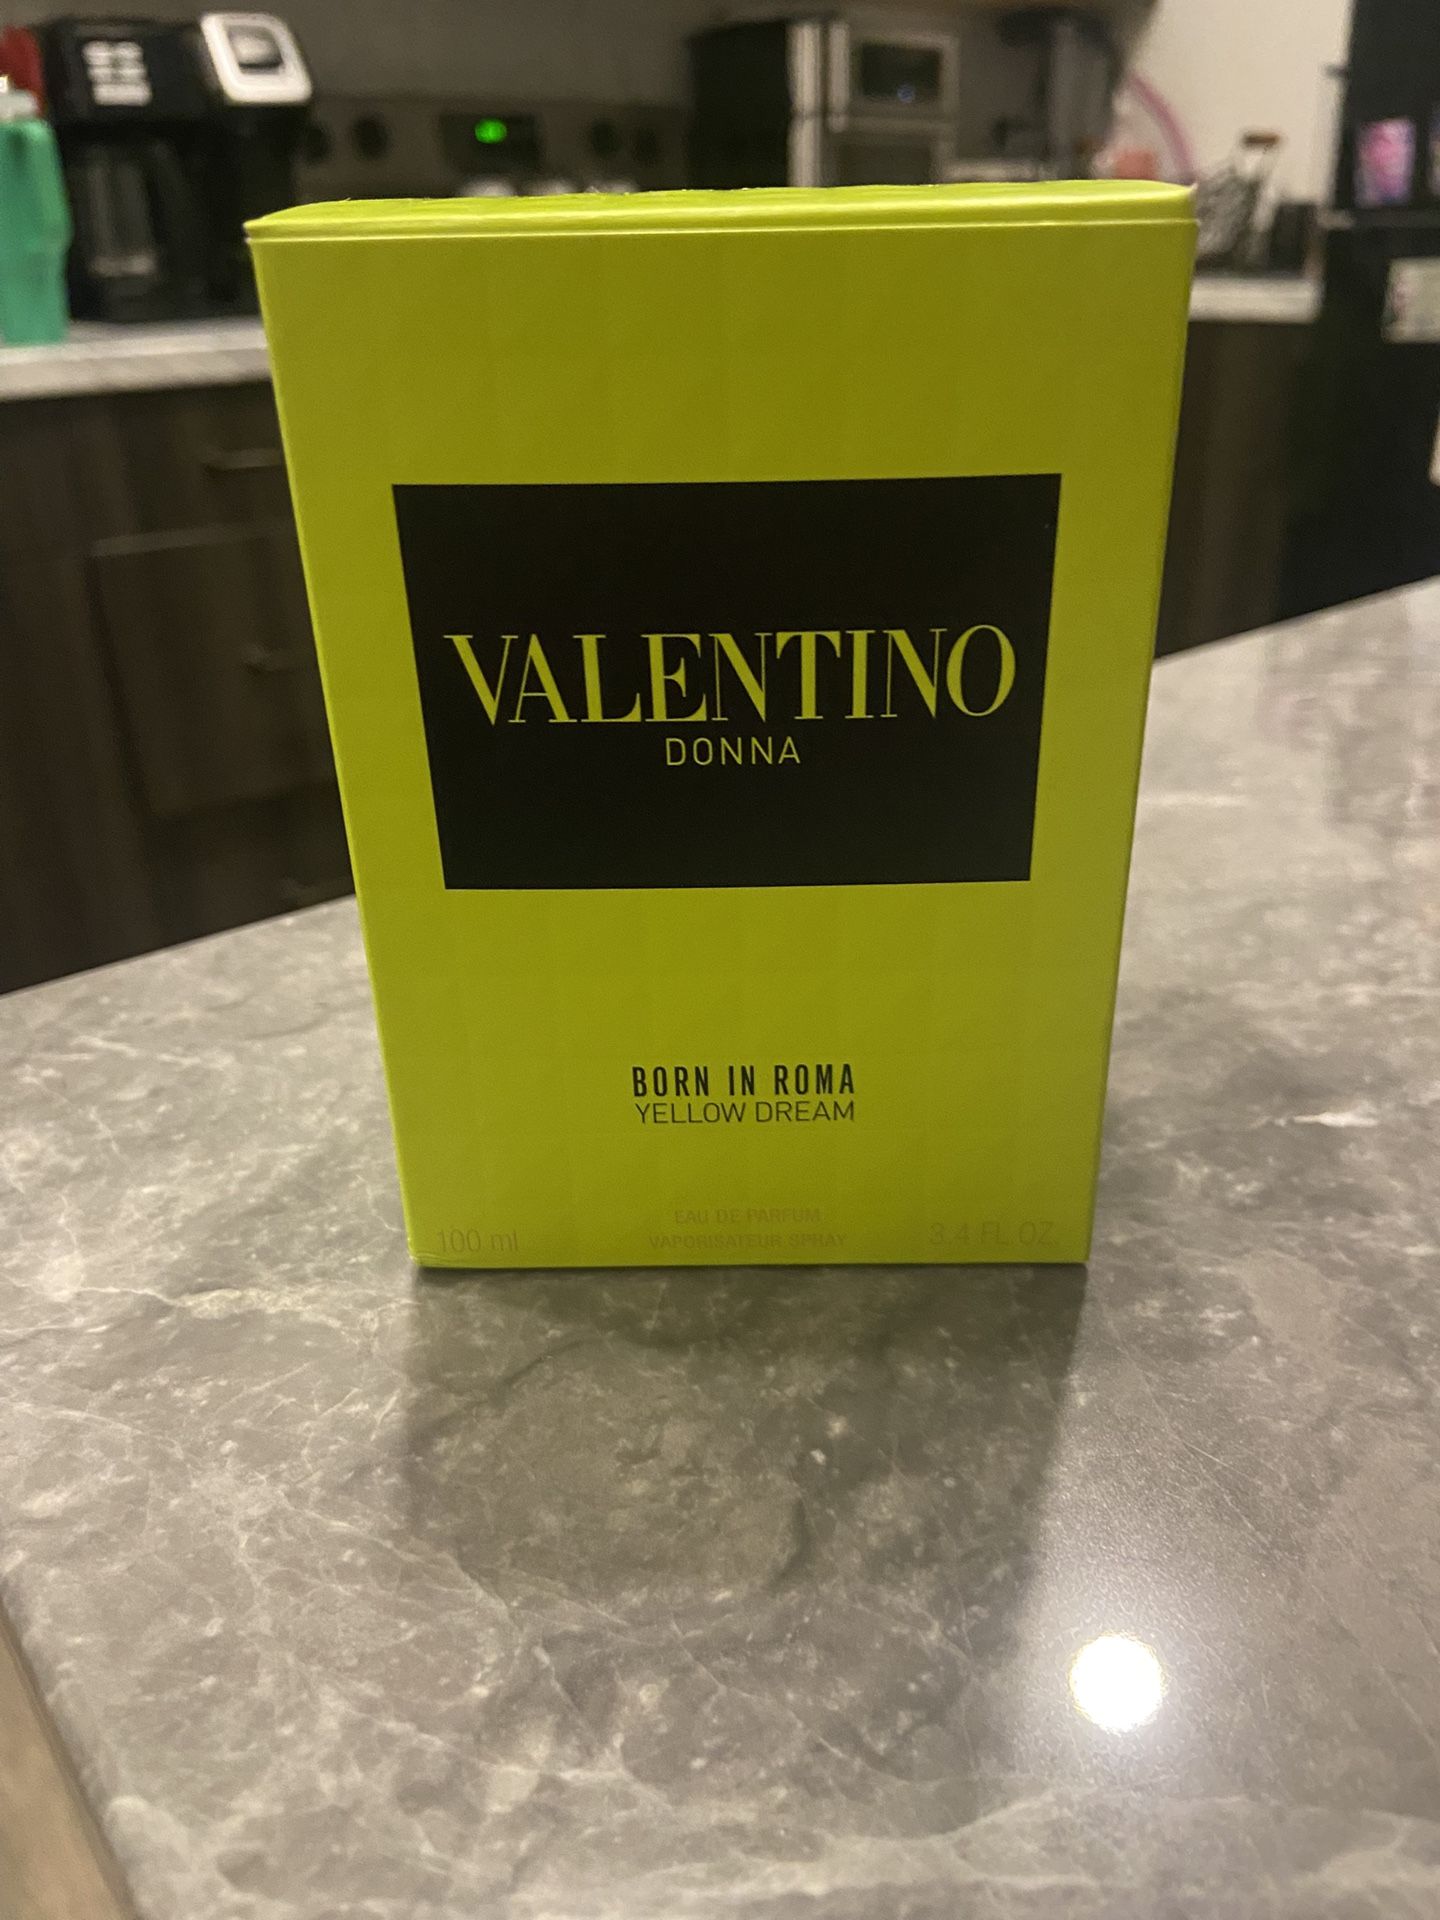 VALENTINO
DONNA
BORN IN ROMA
YELLOW DREAM
EAU DE PARFUM
100 ml VAPORISATEUR SPRAY 3.4 FL.OZ.